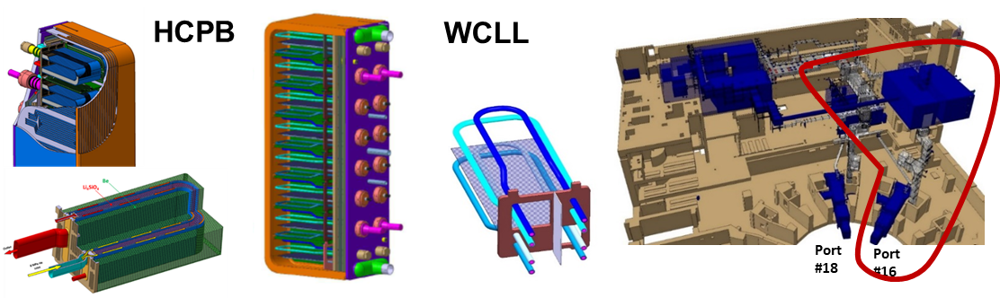 HCPB
WCLL
Li₄SiO₄
Be
Port
#18
Port
#16